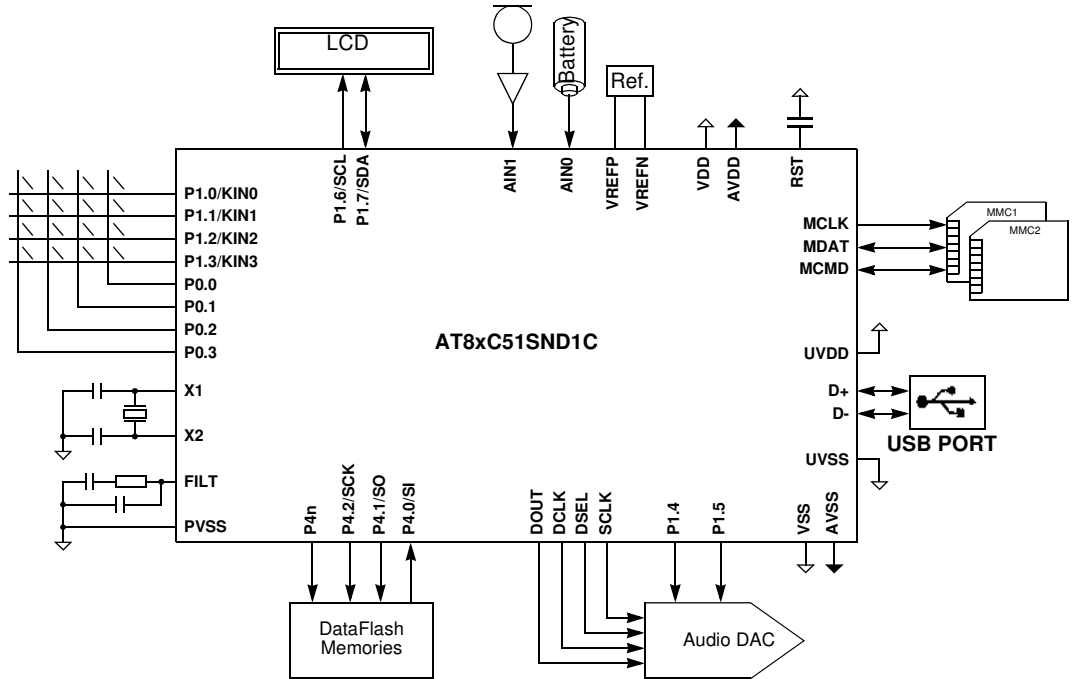 LCD
Battery
Ref.
P1.6/SCL
P1.7/SDA
AIN1
AIN0
VREFP
VREFN
VDD
AVDD
RST
P1.0/KIN0
P1.1/KIN1
P1.2/KIN2
P1.3/KIN3
P0.0
P0.1
P0.2
P0.3
X1
X2
FILT
PVSS
AT8xC51SND1C
MCLK
MDAT
MCMD
MMC1
MMC2
UVDD
D+
D-
USB PORT
UVSS
P4n
P4.2/SCK
P4.1/SO
P4.0/SI
DOUT
DCLK
DSEL
SCLK
P1.4
P1.5
VSS
AVSS
DataFlash
Memories
Audio DAC